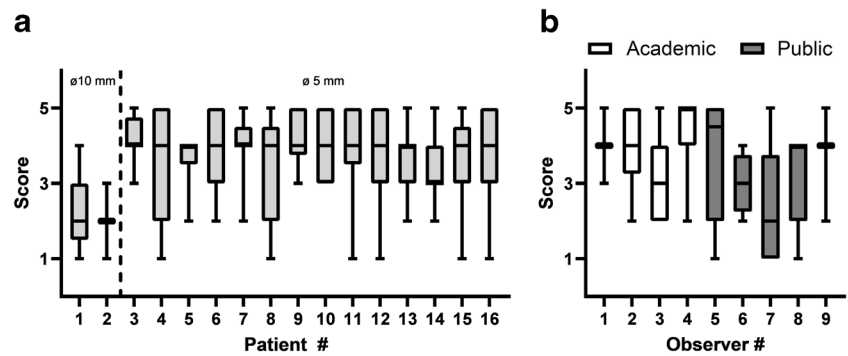 a
ø10 mm
ø 5 mm
Score
5
3
1
1 2 3 4 5 6 7 8 9 10 11 12 13 14 15 16
Patient #
b
Academic Public
Score
5
3
1
1 2 3 4 5 6 7 8 9
Observer #